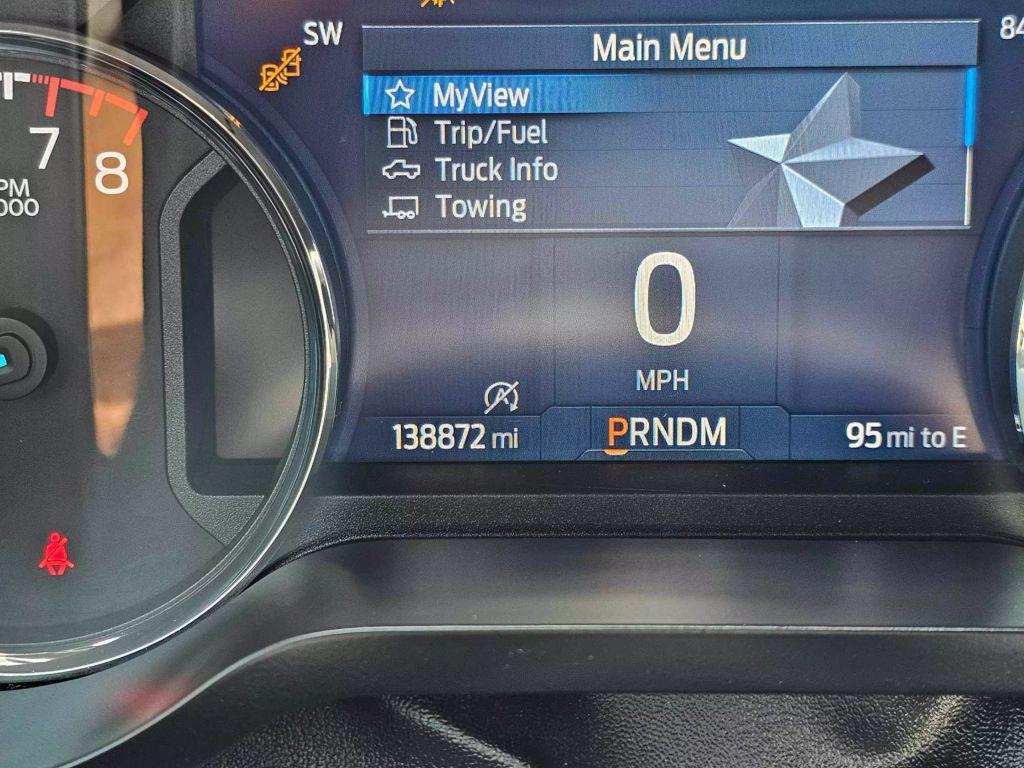 SW
84
Main Menu
MyView
Trip/Fuel
Truck Info
Towing
7
8
PM
000
0
MPH
A
138872 mi
PRNDM
95 mi to E